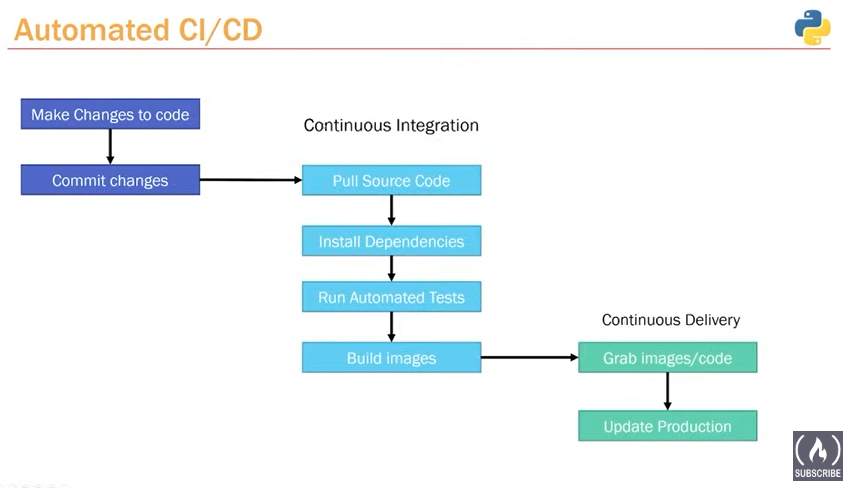 Automated CI/CD
Make Changes to code
Continuous Integration
Commit changes
Pull Source Code
Install Dependencies
Run Automated Tests
Continuous Delivery
Build images
Grab images/code
Update Production
SUBSCRIBE